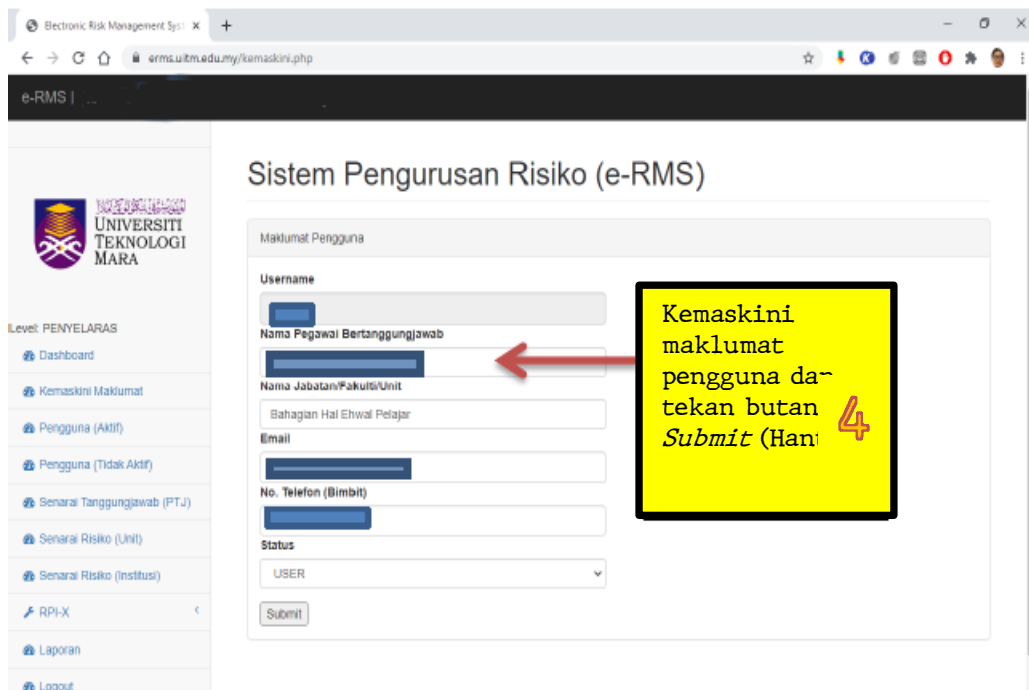 Electronic Risk Management Syst
erms.uitm.edu.my/kemaskini.php
e-RMS |
UNIVERSITI
TEKNOLOGI
MARA
Level: PENYELARAS
Dashboard
Kemaskini Maklumat
Pengguna (Aktif)
Pengguna (Tidak Aktif)
Senarai Tanggungjawab (PTJ)
Senarai Risiko (Unit)
Senarai Risiko (Institusi)
RPI-X
Laporan
Logout
Sistem Pengurusan Risiko (e-RMS)
Maklumat Pengguna
Username
Nama Pegawai Bertanggungjawab
Nama Jabatan/Fakulti/Unit
Bahagian Hal Ehwal Pelajar
Email
No. Telefon (Bimbit)
Status
USER
Submit
Kemaskini
maklumat
pengguna
tekan butan
Submit (Han
4